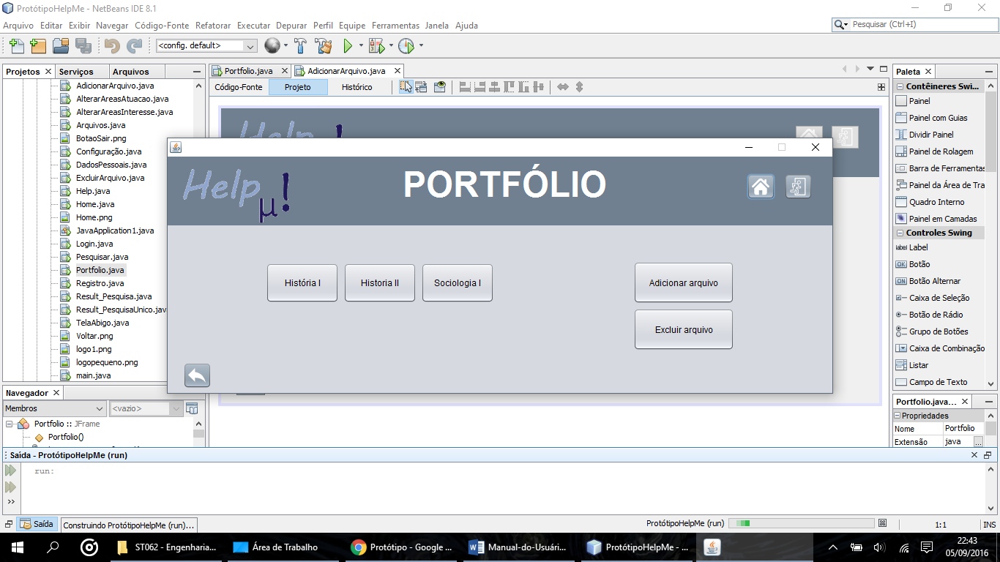 ProtótipoHelpMe - NetBeans IDE 8.1
Arquivo Editar Exibir Navegar Código-Fonte Refatorar Executar Depurar Perfil Equipe Ferramentas Janela Ajuda
Pesquisar (Ctrl+I)
<config. default>
Projetos Serviços Arquivos
Portfolio.java AdicionarArquivo.java
Código-Fonte Projeto Histórico
AdicionarArquivo.java
AlterarAreasAtuacao.java
AlterarAreasInteresse.java
Arquivos.java
BotaoSair.png
Configuração.java
DadosPessoais.java
ExcluirArquivo.java
Help.java
Home.java
Home.png
JavaApplication1.java
Login.java
Pesquisar.java
Portfolio.java
Registro.java
Result_Pesquisa.java
Result_PesquisaUnico.jav
TelaAbigo.java
Voltar.png
logo1.png
logopequeno.png
main.java
Help !
Help µ!
PORTFÓLIO
História I
Historia II
Sociologia I
Adicionar arquivo
Excluir arquivo
Paleta
Contêineres Swi...
Painel
Painel com Guias
Dividir Painel
Painel de Rolagem
Barra de Ferramentas
Painel da Área de Tra
Quadro Interno
Painel em Camadas
Controles Swing
Label
Botão
Botão Alternar
Caixa de Seleção
Botão de Rádio
Grupo de Botões
Caixa de Combinação
Listar
Campo de Texto
Navegador
Membros <vazio>
Portfolio :: JFrame
Portfolio()
Portfolio.java...
Propriedades
Nome Portfolio
Extensão java ...
Saída - ProtótipoHelpMe (run)
run:
Saída
Construindo ProtótipoHelpMe (run)...
ProtótipoHelpMe (run)
1:1 INS
ST062 - Engenharia...
Área de Trabalho
Protótipo - Google ...
Manual-do-Usuári...
ProtótipoHelpMe - ...
22:43
05/09/2016